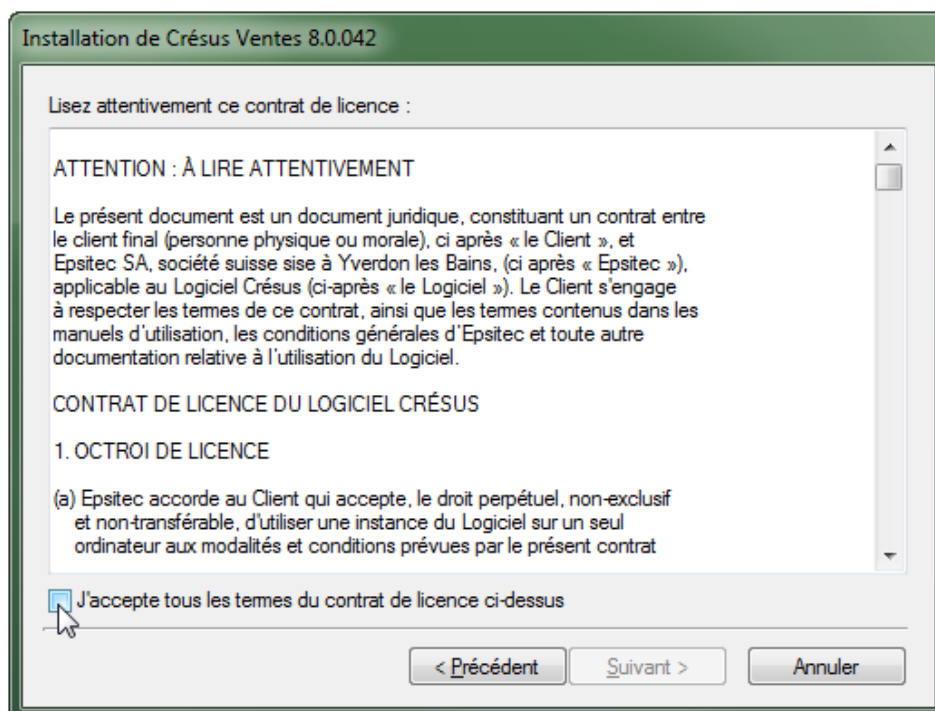 Installation de Crésus Ventes 8.0.042
Lisez attentivement ce contrat de licence :
ATTENTION : À LIRE ATTENTIVEMENT
Le présent document est un document juridique, constituant un contrat entre
le client final (personne physique ou morale), ci après « le Client », et
Epsitec SA, société suisse sise à Yverdon les Bains, (ci après « Epsitec »),
applicable au Logiciel Crésus (ci-après « le Logiciel »). Le Client s'engage
à respecter les termes de ce contrat, ainsi que les termes contenus dans les
manuels d'utilisation, les conditions générales d'Epsitec et toute autre
documentation relative à l'utilisation du Logiciel.
CONTRAT DE LICENCE DU LOGICIEL CRÉSUS
1. OCTROI DE LICENCE
(a) Epsitec accorde au Client qui accepte, le droit perpétuel, non-exclusif
et non-transférable, d'utiliser une instance du Logiciel sur un seul
ordinateur aux modalités et conditions prévues par le présent contrat
J'accepte tous les termes du contrat de licence ci-dessus
< Précédent
Suivant >
Annuler